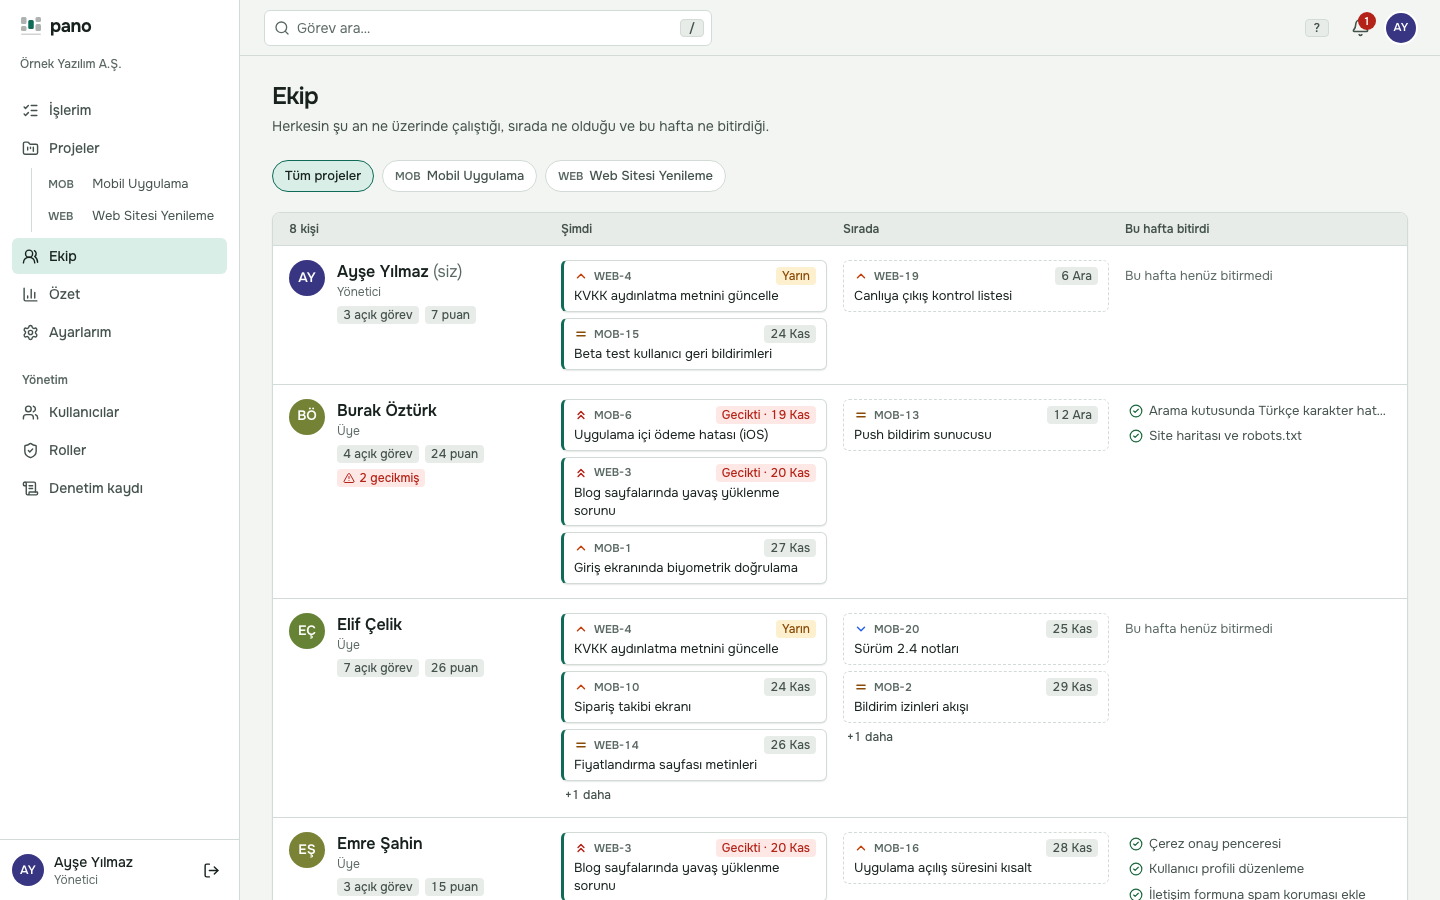 pano
Örnek Yazılım A.Ş.
İşlerim
Projeler
MOB Mobil Uygulama
WEB Web Sitesi Yenileme
Ekip
Özet
Ayarlarım
Yönetim
Kullanıcılar
Roller
Denetim kaydı
AY Ayşe Yılmaz
Yönetici
Görev ara... /
? 1 AY
Ekip
Herkesin şu an ne üzerinde çalıştığı, sırada ne olduğu ve bu hafta ne bitirdiği.
Tüm projeler MOB Mobil Uygulama WEB Web Sitesi Yenileme
8 kişi Şimdi Sırada Bu hafta bitirdi
AY Ayşe Yılmaz (siz)
Yönetici
3 açık görev 7 puan
WEB-4 Yarın
KVKK aydınlatma metnini güncelle
MOB-15 24 Kas
Beta test kullanıcı geri bildirimleri
WEB-19 6 Ara
Canlıya çıkış kontrol listesi
Bu hafta henüz bitirmedi
BÖ Burak Öztürk
Üye
4 açık görev 24 puan
2 gecikmiş
MOB-6 Gecikti · 19 Kas
Uygulama içi ödeme hatası (iOS)
WEB-3 Gecikti · 20 Kas
Blog sayfalarında yavaş yüklenme
sorunu
MOB-1 27 Kas
Giriş ekranında biyometrik doğrulama
MOB-13 12 Ara
Push bildirim sunucusu
Arama kutusunda Türkçe karakter hat...
Site haritası ve robots.txt
EÇ Elif Çelik
Üye
7 açık görev 26 puan
WEB-4 Yarın
KVKK aydınlatma metnini güncelle
MOB-10 24 Kas
Sipariş takibi ekranı
WEB-14 26 Kas
Fiyatlandırma sayfası metinleri
+1 daha
MOB-20 25 Kas
Sürüm 2.4 notları
MOB-2 29 Kas
Bildirim izinleri akışı
+1 daha
Bu hafta henüz bitirmedi
EŞ Emre Şahin
Üye
3 açık görev 15 puan
WEB-3 Gecikti · 20 Kas
Blog sayfalarında yavaş yüklenme
sorunu
MOB-16 28 Kas
Uygulama açılış süresini kısalt
Çerez onay penceresi
Kullanıcı profili düzenleme
İletişim formuna spam koruması ekle